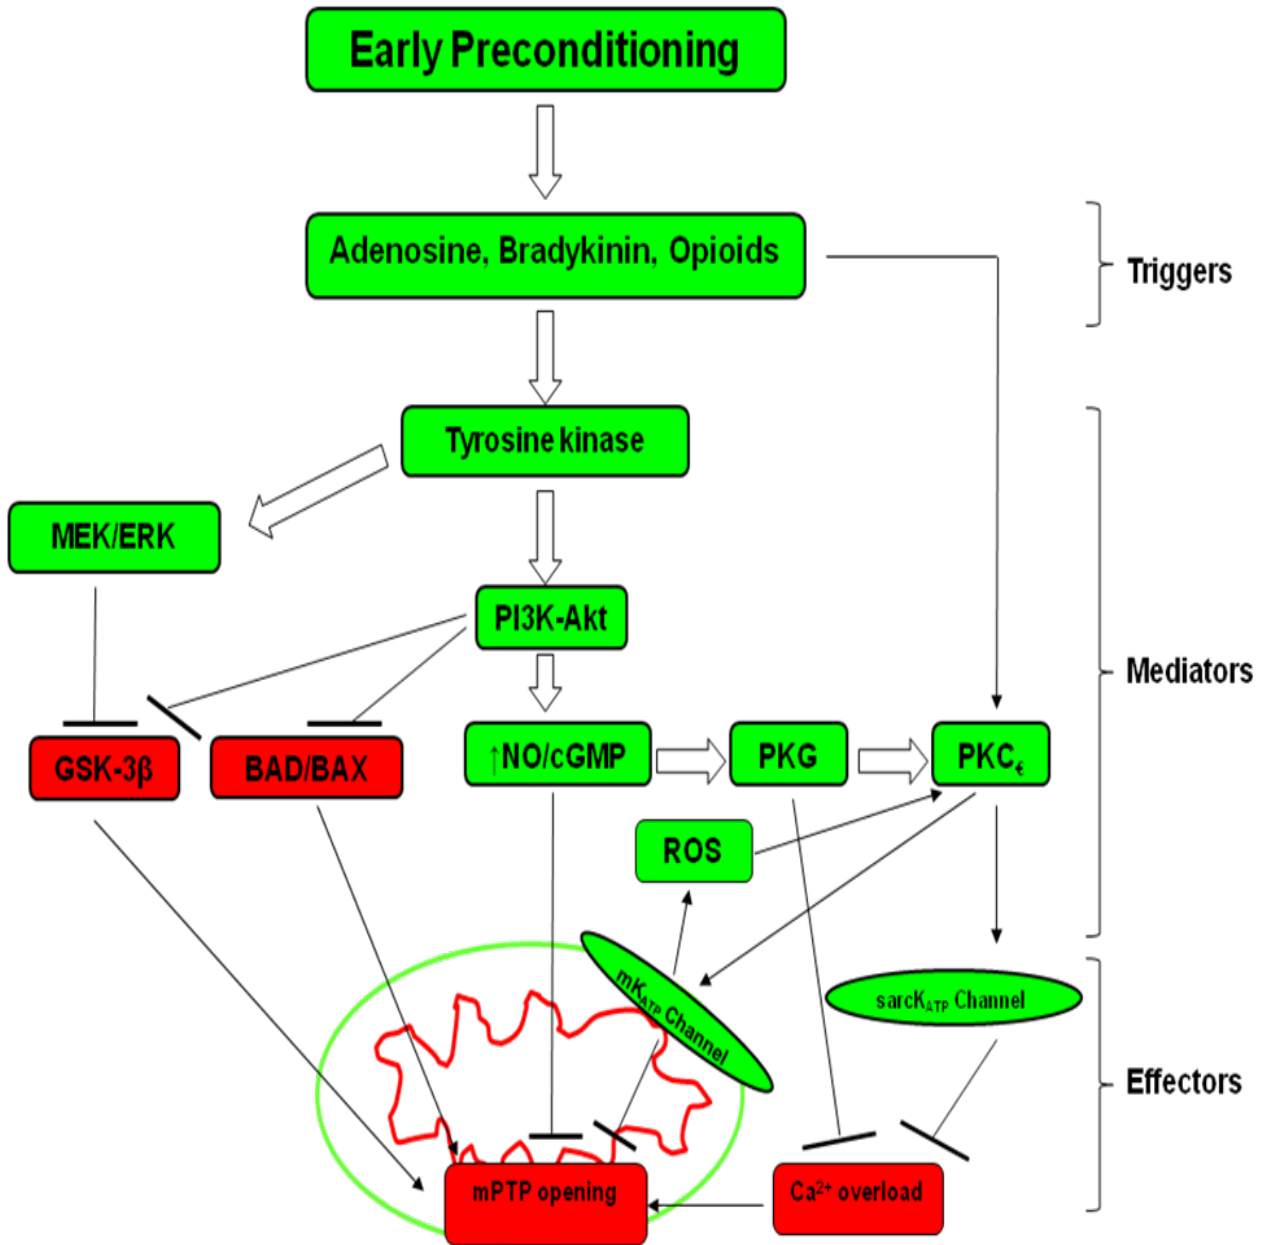 Early Preconditioning
Adenosine, Bradykinin, Opioids
Triggers
Tyrosine kinase
MEK/ERK
PI3K-Akt
Mediators
GSK-3β
BAD/BAX
↑NO/cGMP
PKG
PKC€
ROS
mKATP Channel
sarcKATP Channel
Effectors
mPTP opening
Ca2+ overload